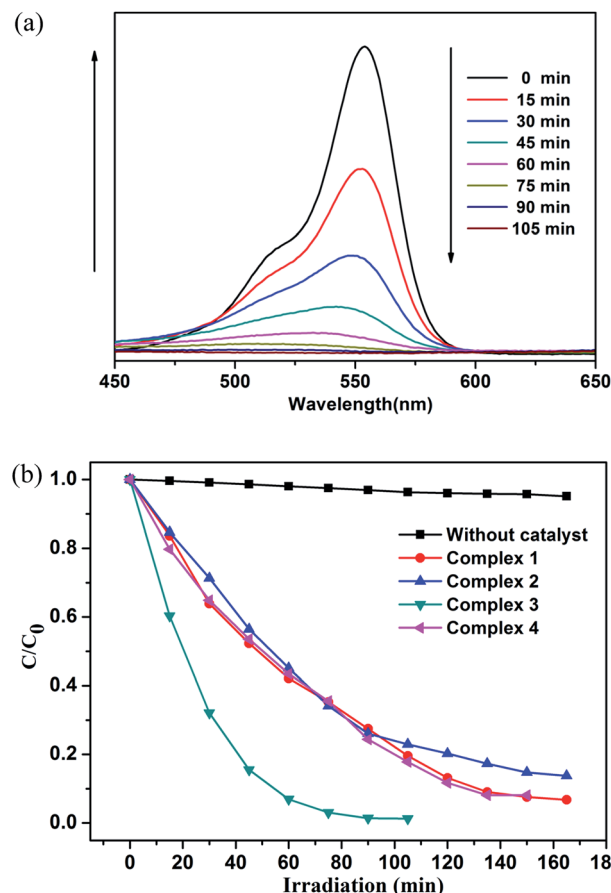 (a)
0 min
15 min
30 min
45 min
60 min
75 min
90 min
105 min
450 500 550 600 650
Wavelength(nm)
(b)
1.0
0.8
0.6
0.4
0.2
0.0
C/C0
Without catalyst
Complex 1
Complex 2
Complex 3
Complex 4
0 20 40 60 80 100 120 140 160 18
Irradiation (min)